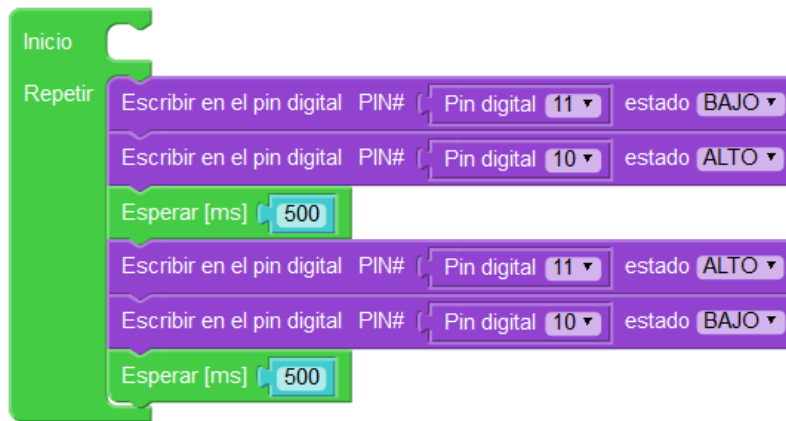 Inicio
Repetir
Escribir en el pin digital PIN# Pin digital 11 estado BAJO
Escribir en el pin digital PIN# Pin digital 10 estado ALTO
Esperar [ms] 500
Escribir en el pin digital PIN# Pin digital 11 estado ALTO
Escribir en el pin digital PIN# Pin digital 10 estado BAJO
Esperar [ms] 500